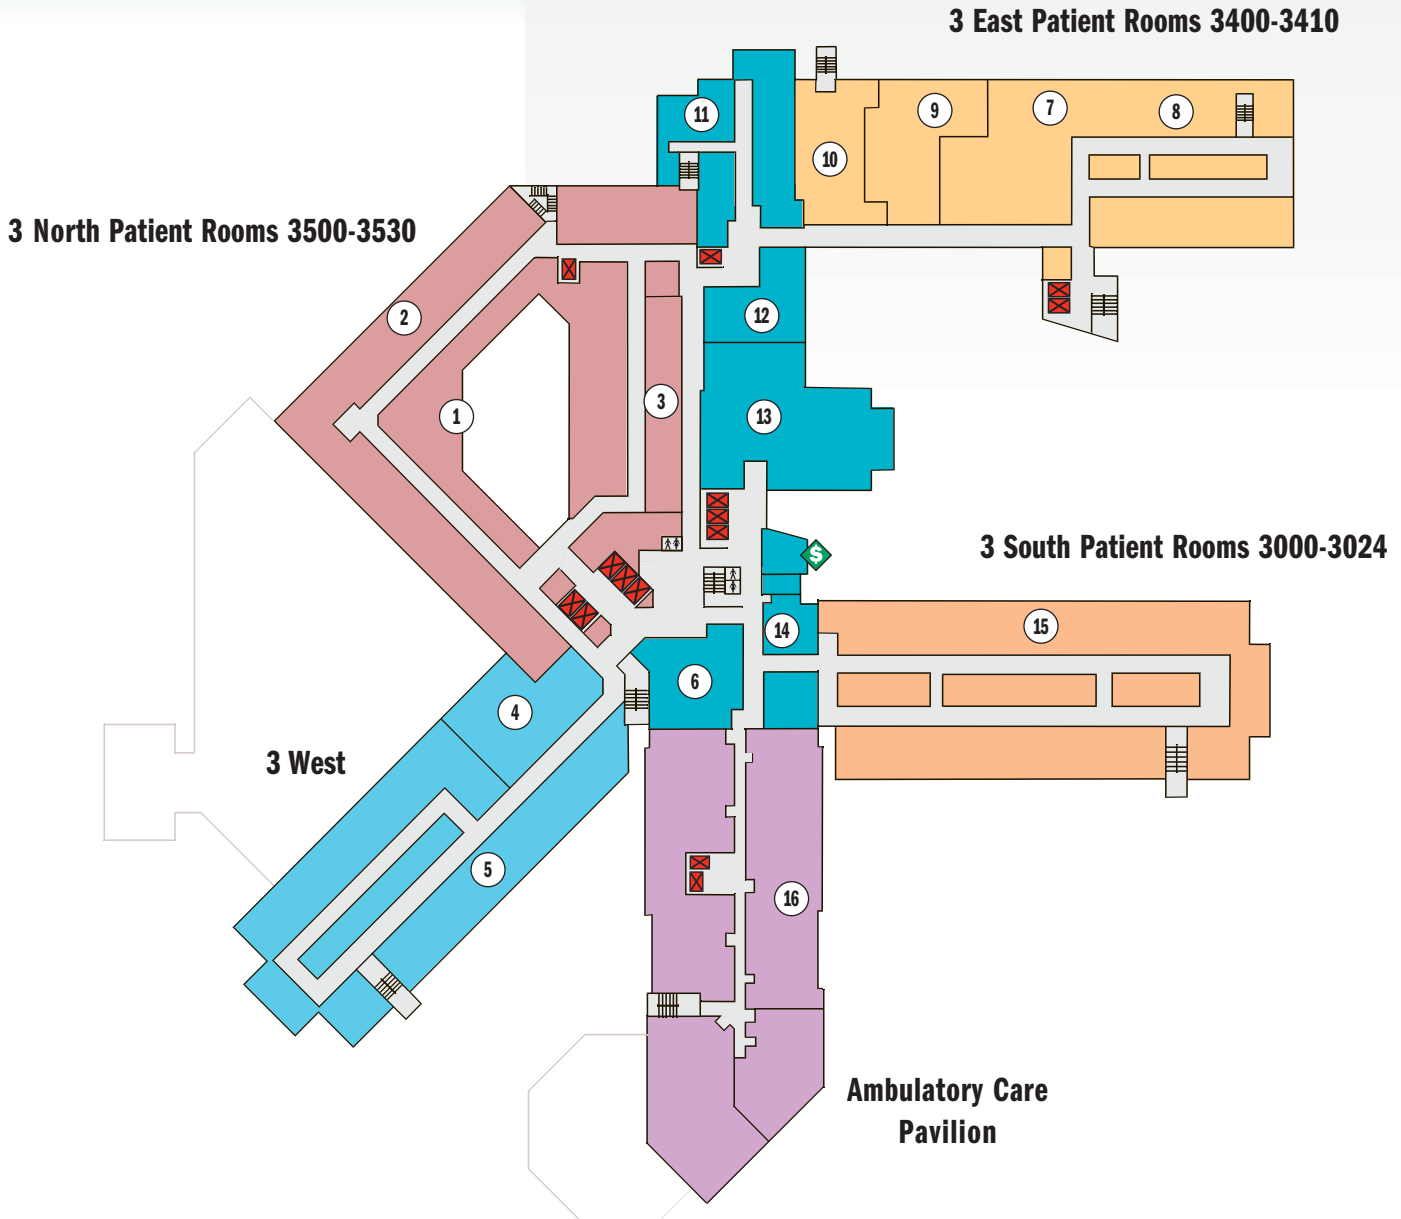 3 East Patient Rooms 3400-3410
11
9
7
8
10
3 North Patient Rooms 3500-3530
2
12
3
1
13
3 South Patient Rooms 3000-3024
$
14
15
6
4
3 West
5
16
Ambulatory Care
Pavilion